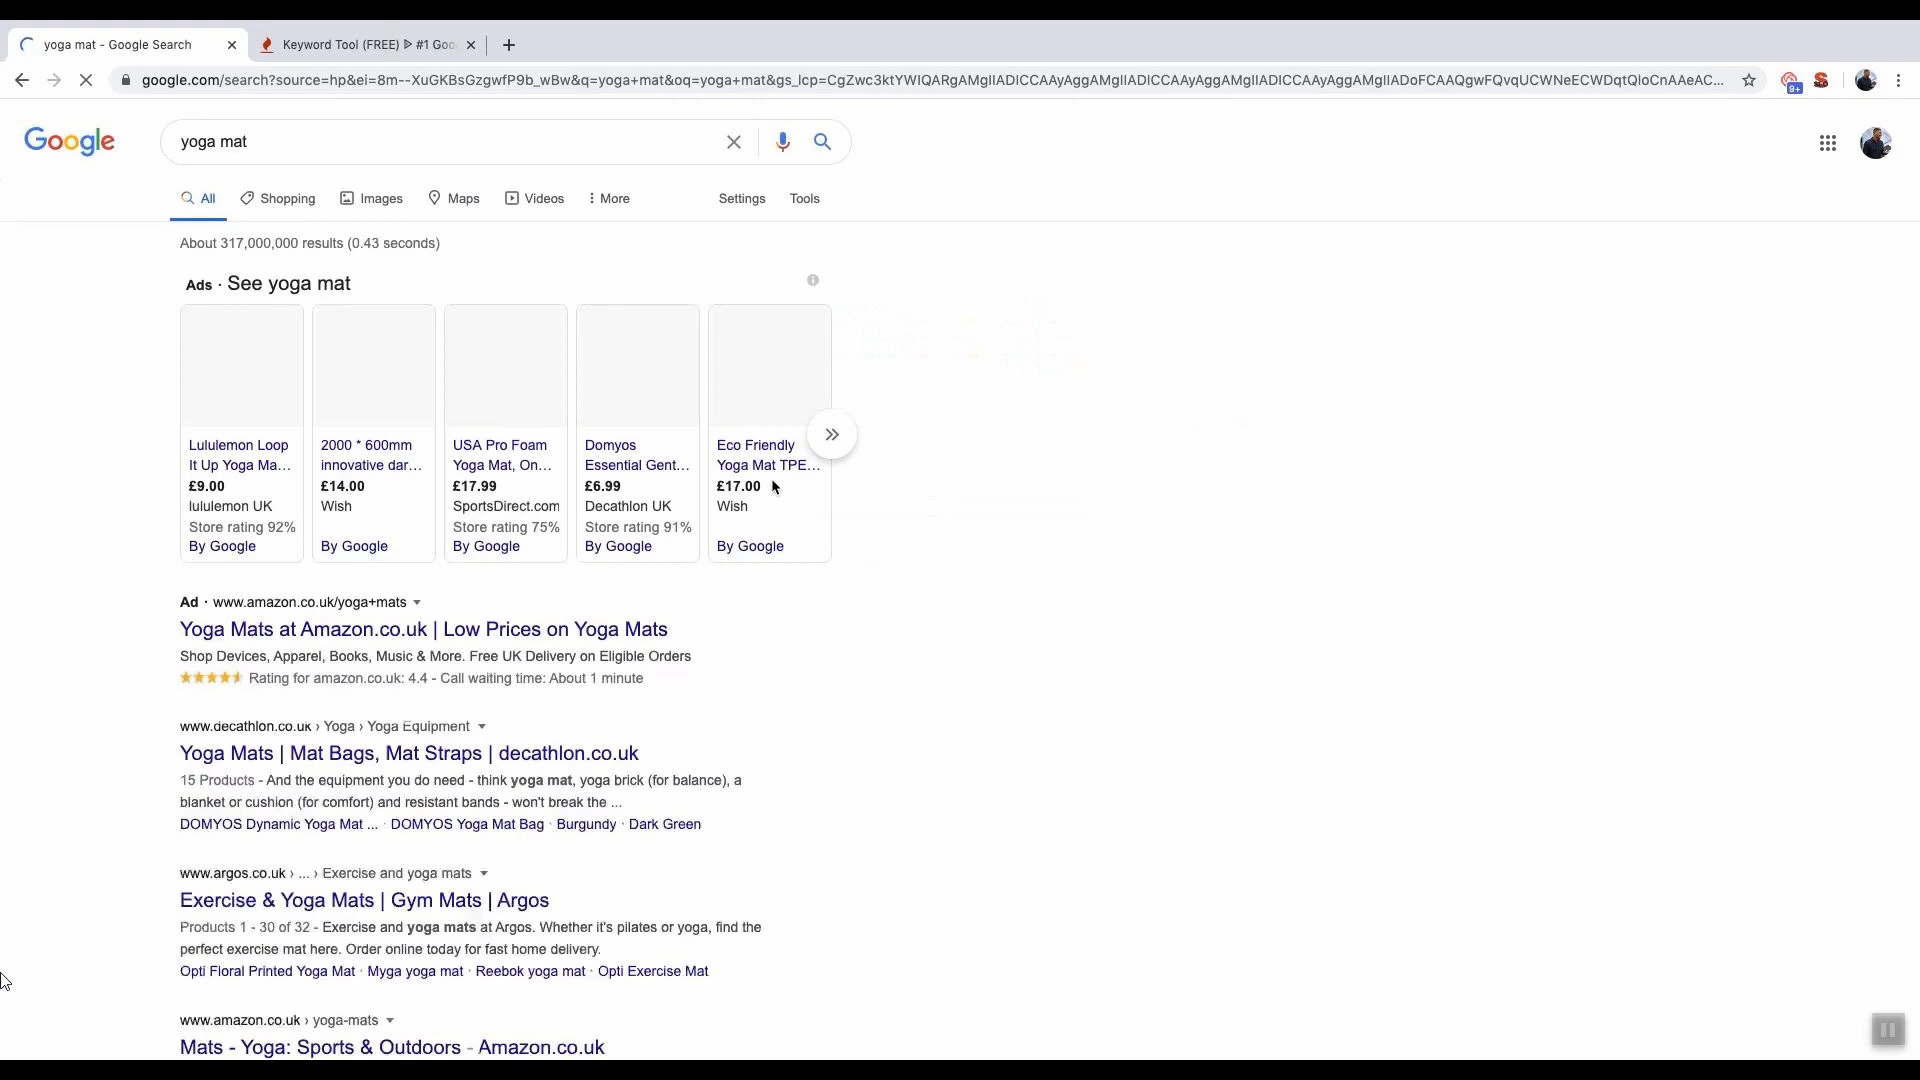 yoga mat - Google Search
Keyword Tool (FREE) ᐈ #1 Goo
google.com/search?source=hp&ei=8m--XuGKBsGzgwfP9b_wBw&q=yoga+mat&oq=yoga+mat&gs_lcp=
9+
Google
yoga mat
All
Shopping
Images
Maps
Videos
More
Settings
Tools
About 317,000,000 results (0.43 seconds)
Ads · See yoga mat
Lululemon Loop
It Up Yoga Ma...
£9.00
lululemon UK
Store rating 92%
By Google
2000 * 600mm
innovative dar...
£14.00
Wish
By Google
USA Pro Foam
Yoga Mat, On...
£17.99
SportsDirect.com
Store rating 75%
By Google
Domyos
Essential Gent...
£6.99
Decathlon UK
Store rating 91%
By Google
Eco Friendly
Yoga Mat TPE...
£17.00
Wish
By Google
Ad · www.amazon.co.uk/yoga+mats
Yoga Mats at Amazon.co.uk | Low Prices on Yoga Mats
Shop Devices, Apparel, Books, Music & More. Free UK Delivery on Eligible Orders
Rating for amazon.co.uk: 4.4 - Call waiting time: About 1 minute
www.decathlon.co.uk › Yoga › Yoga Equipment
Yoga Mats | Mat Bags, Mat Straps | decathlon.co.uk
15 Products - And the equipment you do need - think yoga mat, yoga brick (for balance), a
blanket or cushion (for comfort) and resistant bands - won't break the ...
DOMYOS Dynamic Yoga Mat ... · DOMYOS Yoga Mat Bag · Burgundy · Dark Green
www.argos.co.uk › ... › Exercise and yoga mats
Exercise & Yoga Mats | Gym Mats | Argos
Products 1 - 30 of 32 - Exercise and yoga mats at Argos. Whether it's pilates or yoga, find the
perfect exercise mat here. Order online today for fast home delivery.
Opti Floral Printed Yoga Mat · Myga yoga mat · Reebok yoga mat · Opti Exercise Mat
www.amazon.co.uk › yoga-mats
Mats - Yoga: Sports & Outdoors - Amazon.co.uk